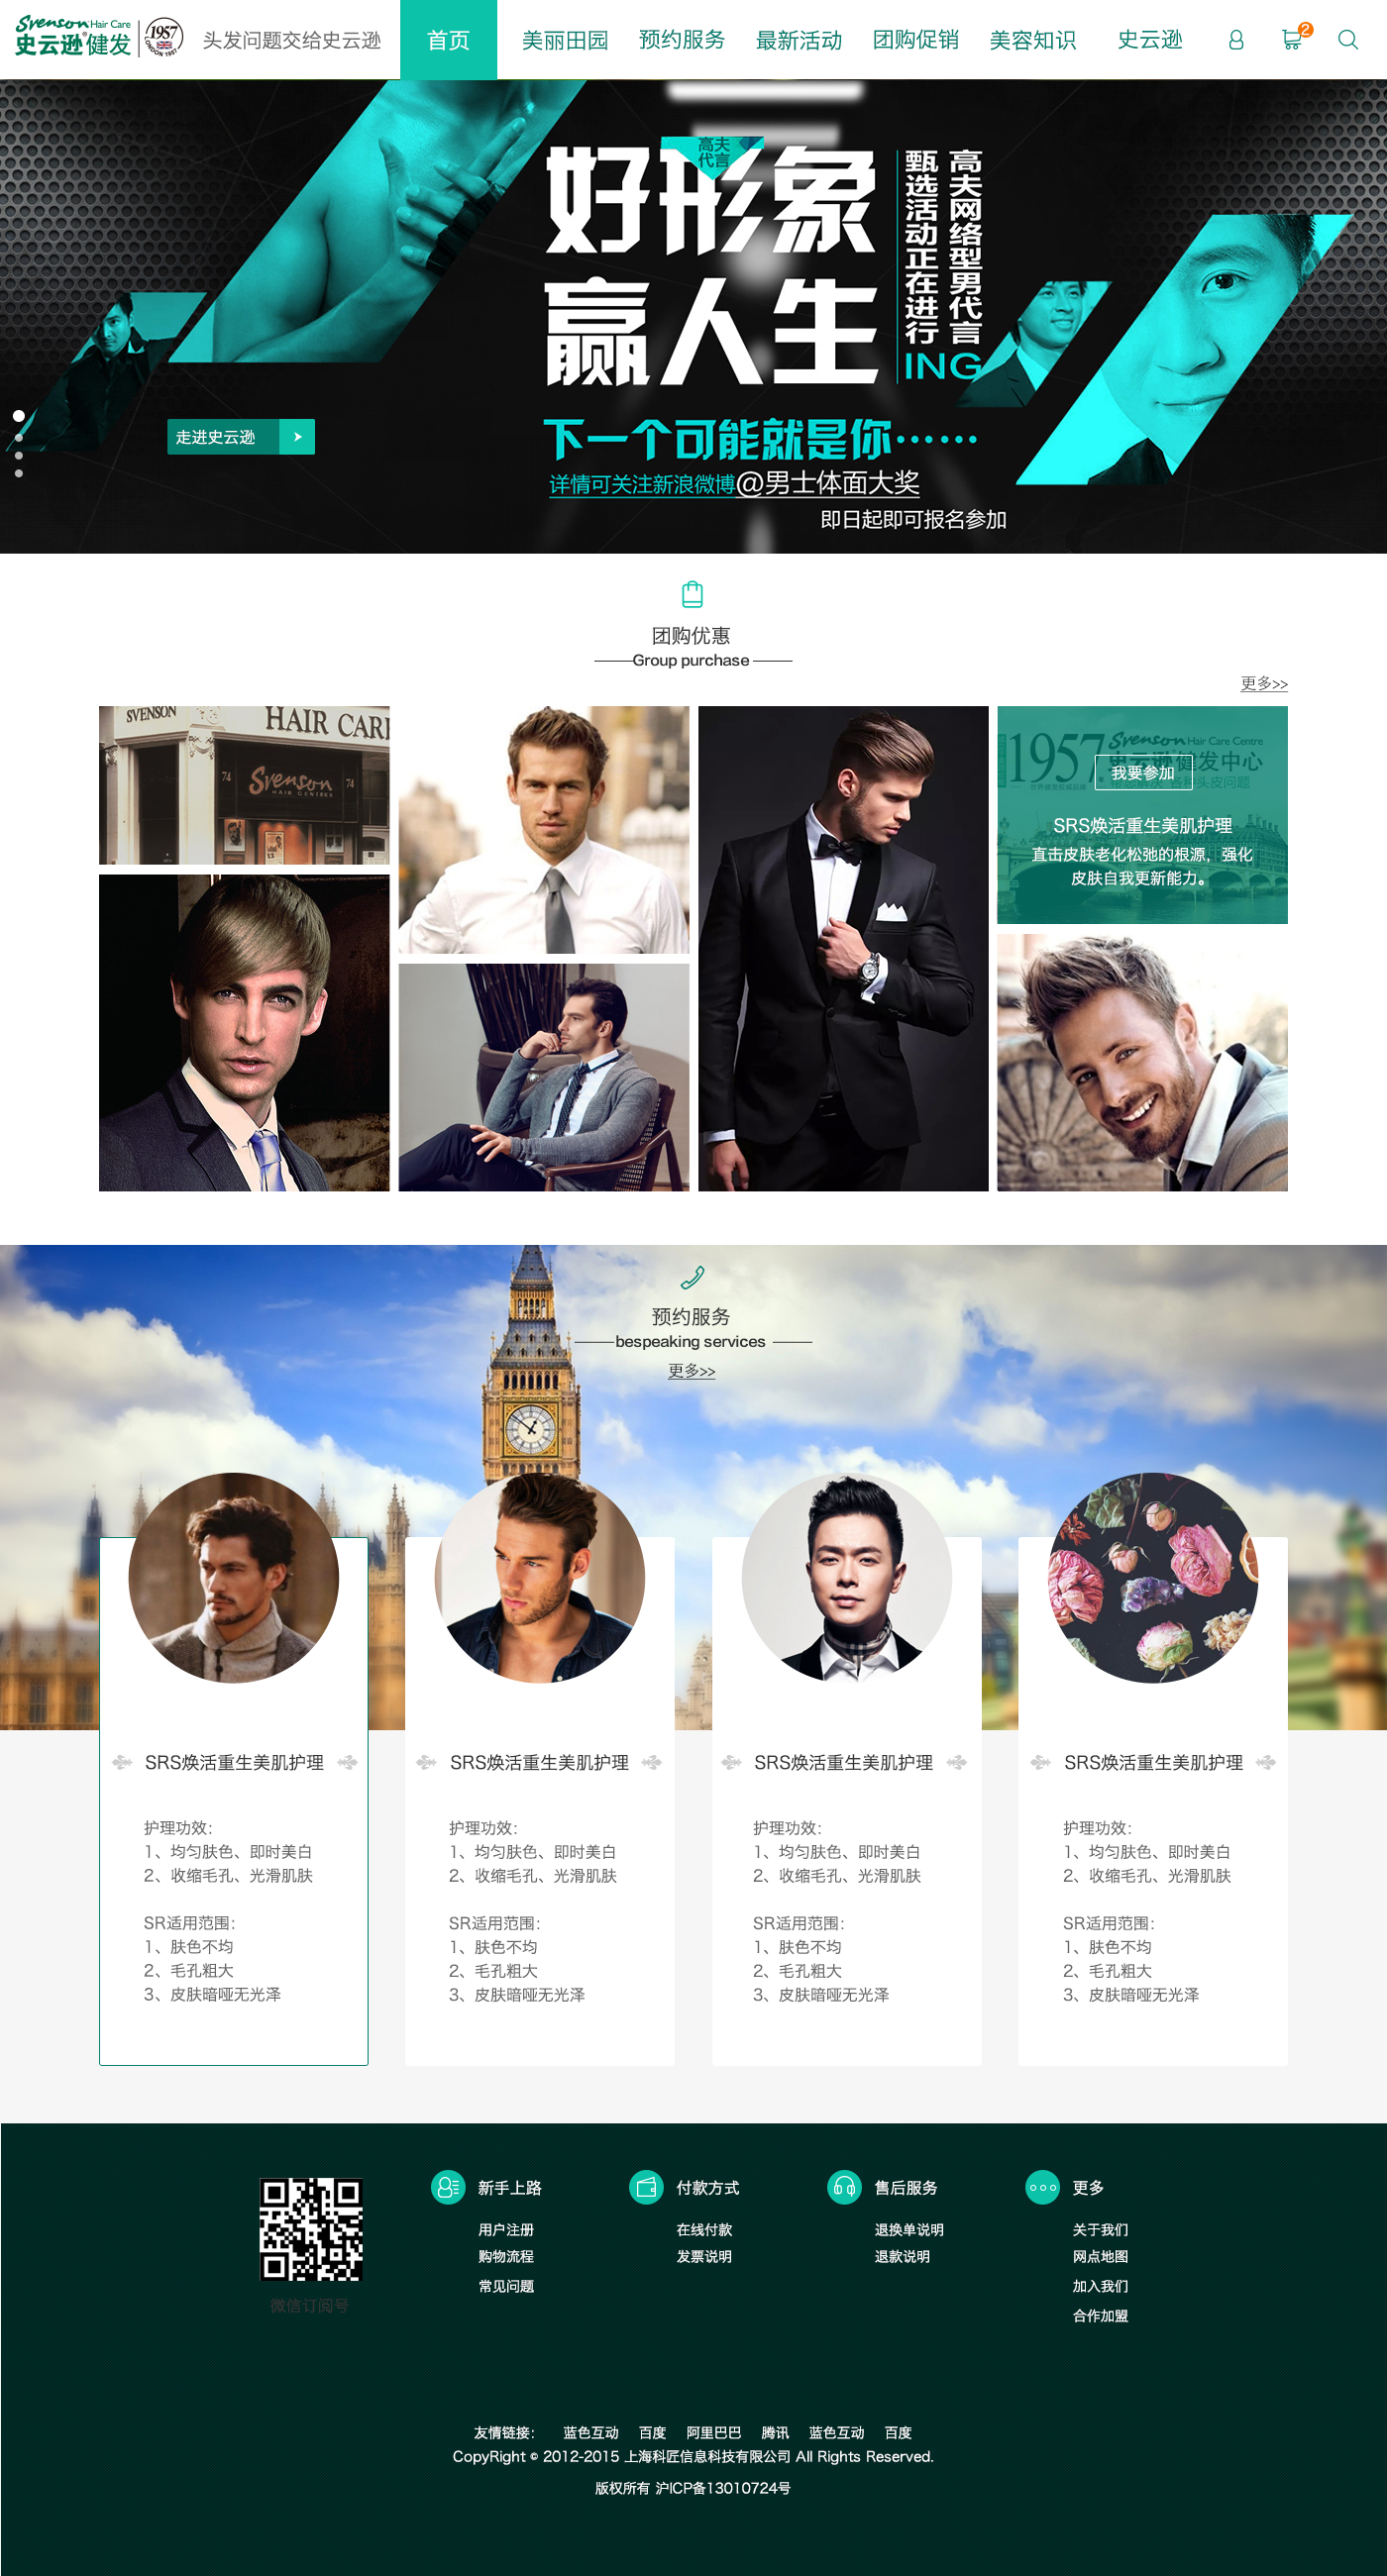 Svenson Hair Care
史云逊®健发
1957
LONDON 1957
头发问题交给史云逊
首页
美丽田园
预约服务
最新活动
团购促销
美容知识
史云逊
2
高夫
代言
好形象
赢人生
高夫网络型男代言
甄选活动正在进行
ING
下一个可能就是你……
详情可关注新浪微博@男士体面大奖
即日起即可报名参加
走进史云逊
团购优惠
Group purchase
更多>>
SVENSON
HAIR CARE
74
Svenson
HAIR CENTRES
74
1957
Svenson Hair Care Centre
史云逊健发中心
我要参加
SRS焕活重生美肌护理
直击皮肤老化松弛的根源，强化
皮肤自我更新能力。
预约服务
bespeaking services
更多>>
SRS焕活重生美肌护理
护理功效：
1、均匀肤色、即时美白
2、收缩毛孔、光滑肌肤
SR适用范围：
1、肤色不均
2、毛孔粗大
3、皮肤暗哑无光泽
SRS焕活重生美肌护理
护理功效：
1、均匀肤色、即时美白
2、收缩毛孔、光滑肌肤
SR适用范围：
1、肤色不均
2、毛孔粗大
3、皮肤暗哑无光泽
SRS焕活重生美肌护理
护理功效：
1、均匀肤色、即时美白
2、收缩毛孔、光滑肌肤
SR适用范围：
1、肤色不均
2、毛孔粗大
3、皮肤暗哑无光泽
SRS焕活重生美肌护理
护理功效：
1、均匀肤色、即时美白
2、收缩毛孔、光滑肌肤
SR适用范围：
1、肤色不均
2、毛孔粗大
3、皮肤暗哑无光泽
微信订阅号
新手上路
用户注册
购物流程
常见问题
付款方式
在线付款
发票说明
售后服务
退换单说明
退款说明
更多
关于我们
网点地图
加入我们
合作加盟
友情链接： 蓝色互动 百度 阿里巴巴 腾讯 蓝色互动 百度
CopyRight © 2012-2015 上海科匠信息科技有限公司 All Rights Reserved.
版权所有 沪ICP备13010724号